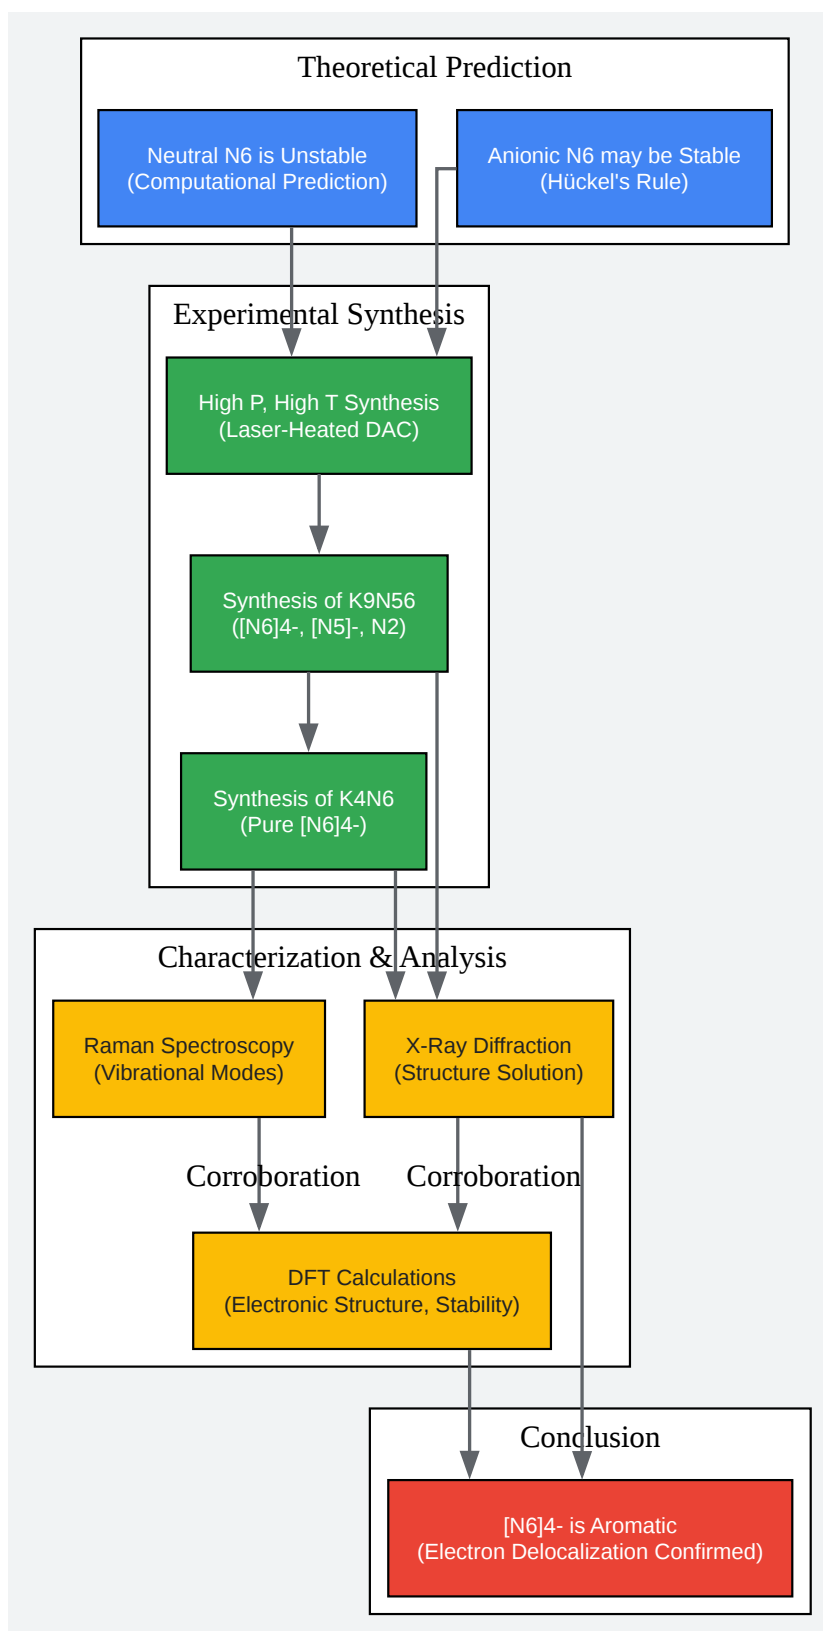 Theoretical Prediction
Neutral N6 is Unstable
(Computational Prediction)
Anionic N6 may be Stable
(Hückel's Rule)
Experimental Synthesis
High P, High T Synthesis
(Laser-Heated DAC)
Synthesis of K9N56
([N6]4-, [N5]-, N2)
Synthesis of K4N6
(Pure [N6]4-)
Characterization & Analysis
Raman Spectroscopy
(Vibrational Modes)
X-Ray Diffraction
(Structure Solution)
Corroboration
Corroboration
DFT Calculations
(Electronic Structure, Stability)
Conclusion
[N6]4- is Aromatic
(Electron Delocalization Confirmed)